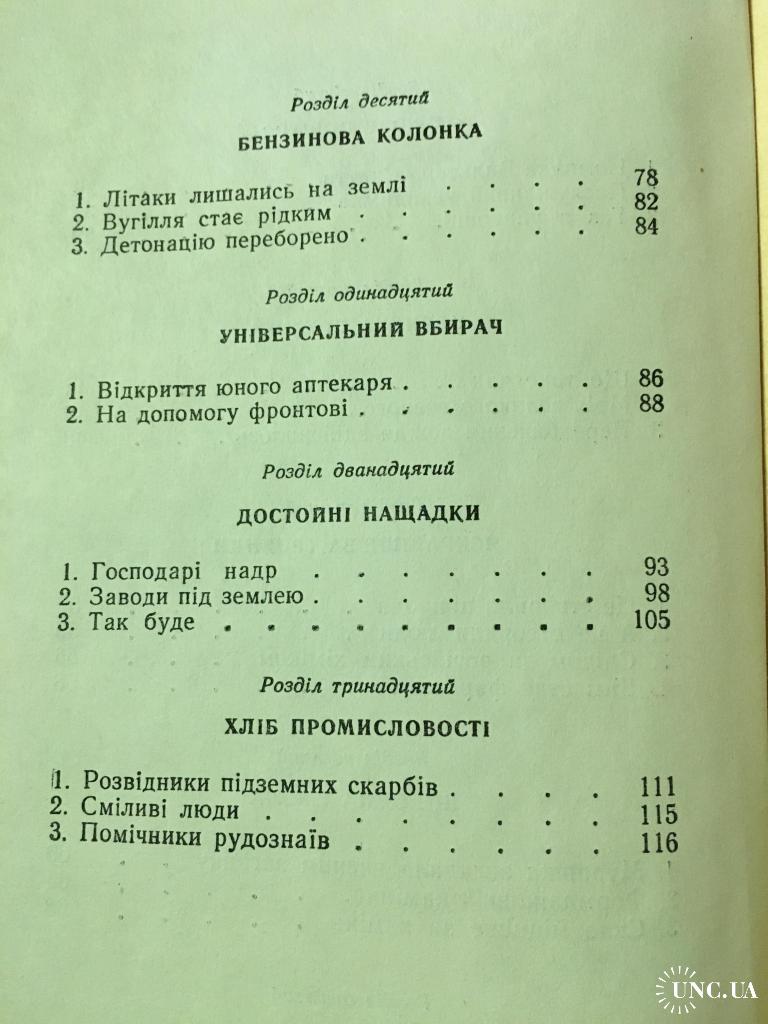 Розділ десятий
БЕНЗИНОВА КОЛОНКА
1. Літаки лишались на землі . . . . 78
2. Вугілля стає рідким . . . . . . 82
3. Детонацію переборено . . . . . . 84
Розділ одинадцятий
УНІВЕРСАЛЬНИЙ ВБИРАЧ
1. Відкриття юного аптекаря . . . . . 86
2. На допомогу фронтові . . . . . . 88
Розділ дванадцятий
ДОСТОЙНІ НАЩАДКИ
1. Господарі надр . . . . . . . 93
2. Заводи під землею . . . . . . . 98
3. Так буде . . . . . . . . . 105
Розділ тринадцятий
ХЛІБ ПРОМИСЛОВОСТІ
1. Розвідники підземних скарбів . . . . 111
2. Сміливі люди . . . . . . . . 115
3. Помічники рудознаїв . . . . . . 116
UNC.UA